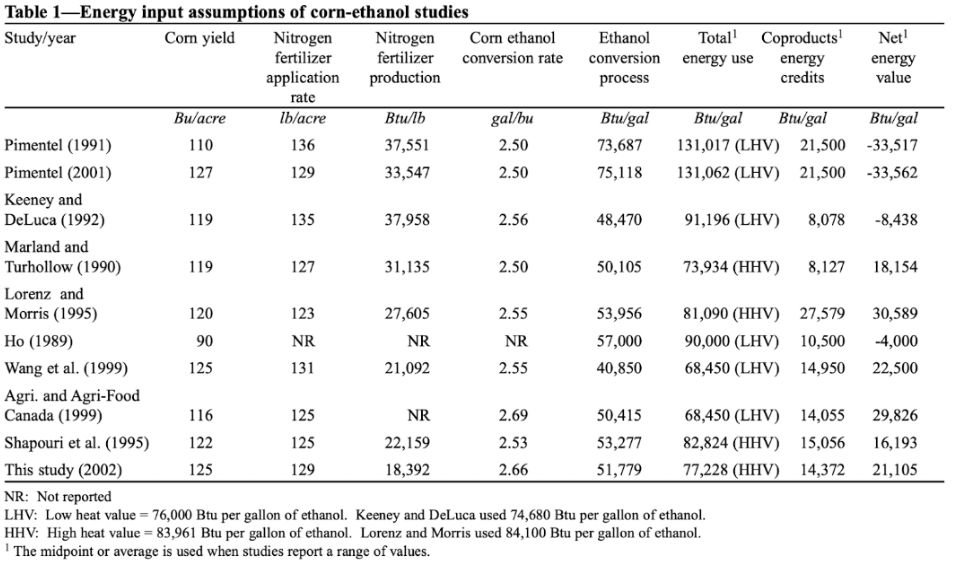 Table 1—Energy input assumptions of corn-ethanol studies
Study/year Corn yield Nitrogen Nitrogen Corn ethanol Ethanol Total1 Coproducts1 Net1
fertilizer fertilizer conversion rate conversion energy use energy energy
application production process credits value
rate
Bu/acre lb/acre Btu/lb gal/bu Btu/gal Btu/gal Btu/gal Btu/gal
Pimentel (1991) 110 136 37,551 2.50 73,687 131,017 (LHV) 21,500 -33,517
Pimentel (2001) 127 129 33,547 2.50 75,118 131,062 (LHV) 21,500 -33,562
Keeney and
DeLuca (1992) 119 135 37,958 2.56 48,470 91,196 (LHV) 8,078 -8,438
Marland and
Turhollow (1990) 119 127 31,135 2.50 50,105 73,934 (HHV) 8,127 18,154
Lorenz and
Morris (1995) 120 123 27,605 2.55 53,956 81,090 (HHV) 27,579 30,589
Ho (1989) 90 NR NR NR 57,000 90,000 (LHV) 10,500 -4,000
Wang et al. (1999) 125 131 21,092 2.55 40,850 68,450 (LHV) 14,950 22,500
Agri. and Agri-Food
Canada (1999) 116 125 NR 2.69 50,415 68,450 (LHV) 14,055 29,826
Shapouri et al. (1995) 122 125 22,159 2.53 53,277 82,824 (HHV) 15,056 16,193
This study (2002) 125 129 18,392 2.66 51,779 77,228 (HHV) 14,372 21,105
NR: Not reported
LHV: Low heat value = 76,000 Btu per gallon of ethanol. Keeney and DeLuca used 74,680 Btu per gallon of ethanol.
HHV: High heat value = 83,961 Btu per gallon of ethanol. Lorenz and Morris used 84,100 Btu per gallon of ethanol.
1 The midpoint or average is used when studies report a range of values.